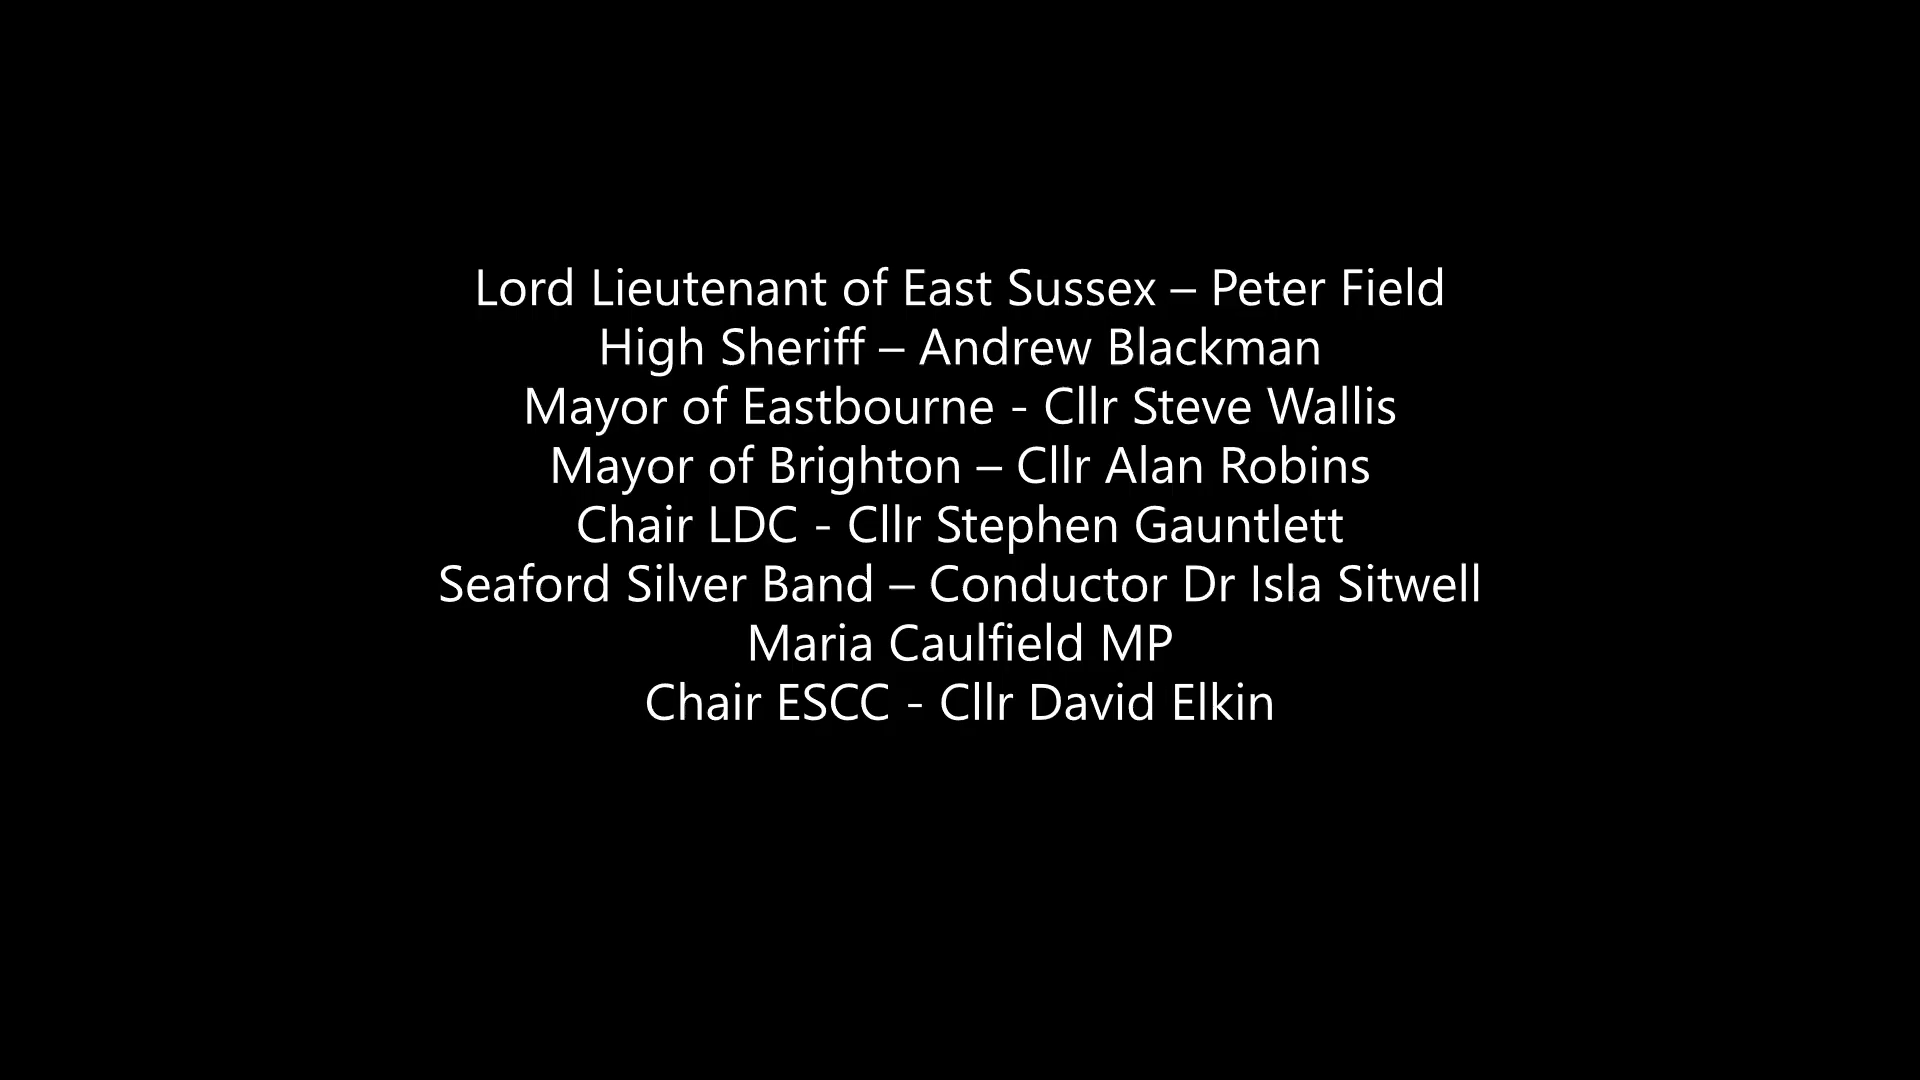 Lord Lieutenant of East Sussex – Peter Field
High Sheriff – Andrew Blackman
Mayor of Eastbourne - Cllr Steve Wallis
Mayor of Brighton – Cllr Alan Robins
Chair LDC - Cllr Stephen Gauntlett
Seaford Silver Band – Conductor Dr Isla Sitwell
Maria Caulfield MP
Chair ESCC - Cllr David Elkin